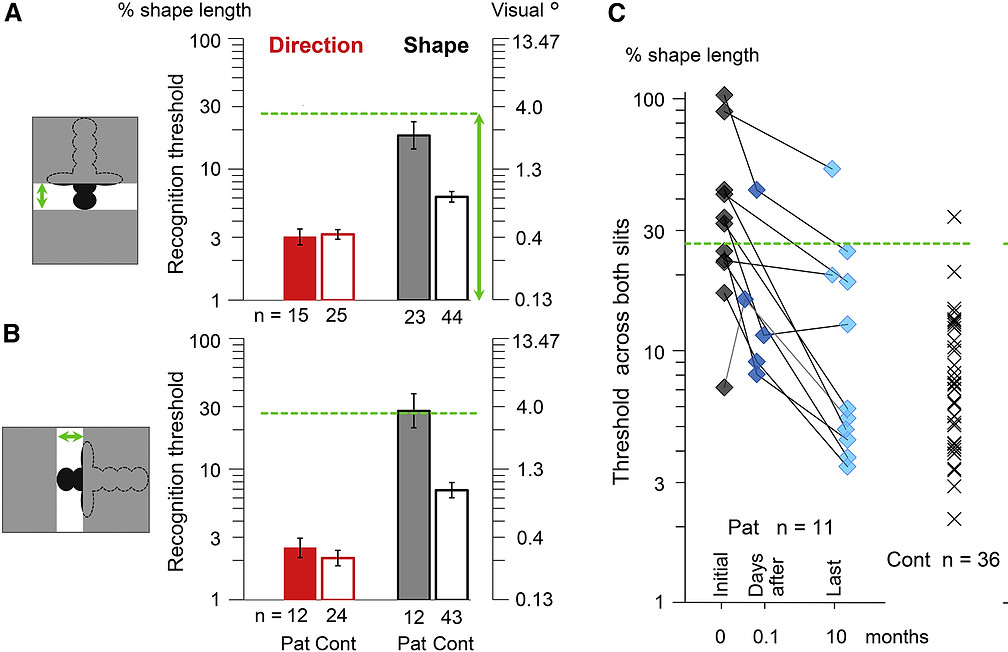 A
% shape length
Visual °
Direction
Shape
Recognition threshold
100
30
10
3
1
13.47
4.0
1.3
0.4
0.13
n = 15 25 23 44
B
Recognition threshold
100
30
10
3
1
13.47
4.0
1.3
0.4
0.13
n = 12 24 12 43
Pat Cont Pat Cont
C
% shape length
Threshold across both slits
100
30
10
3
1
Pat n = 11
Cont n = 36
Initial
Days after
Last
0 0.1 10 months